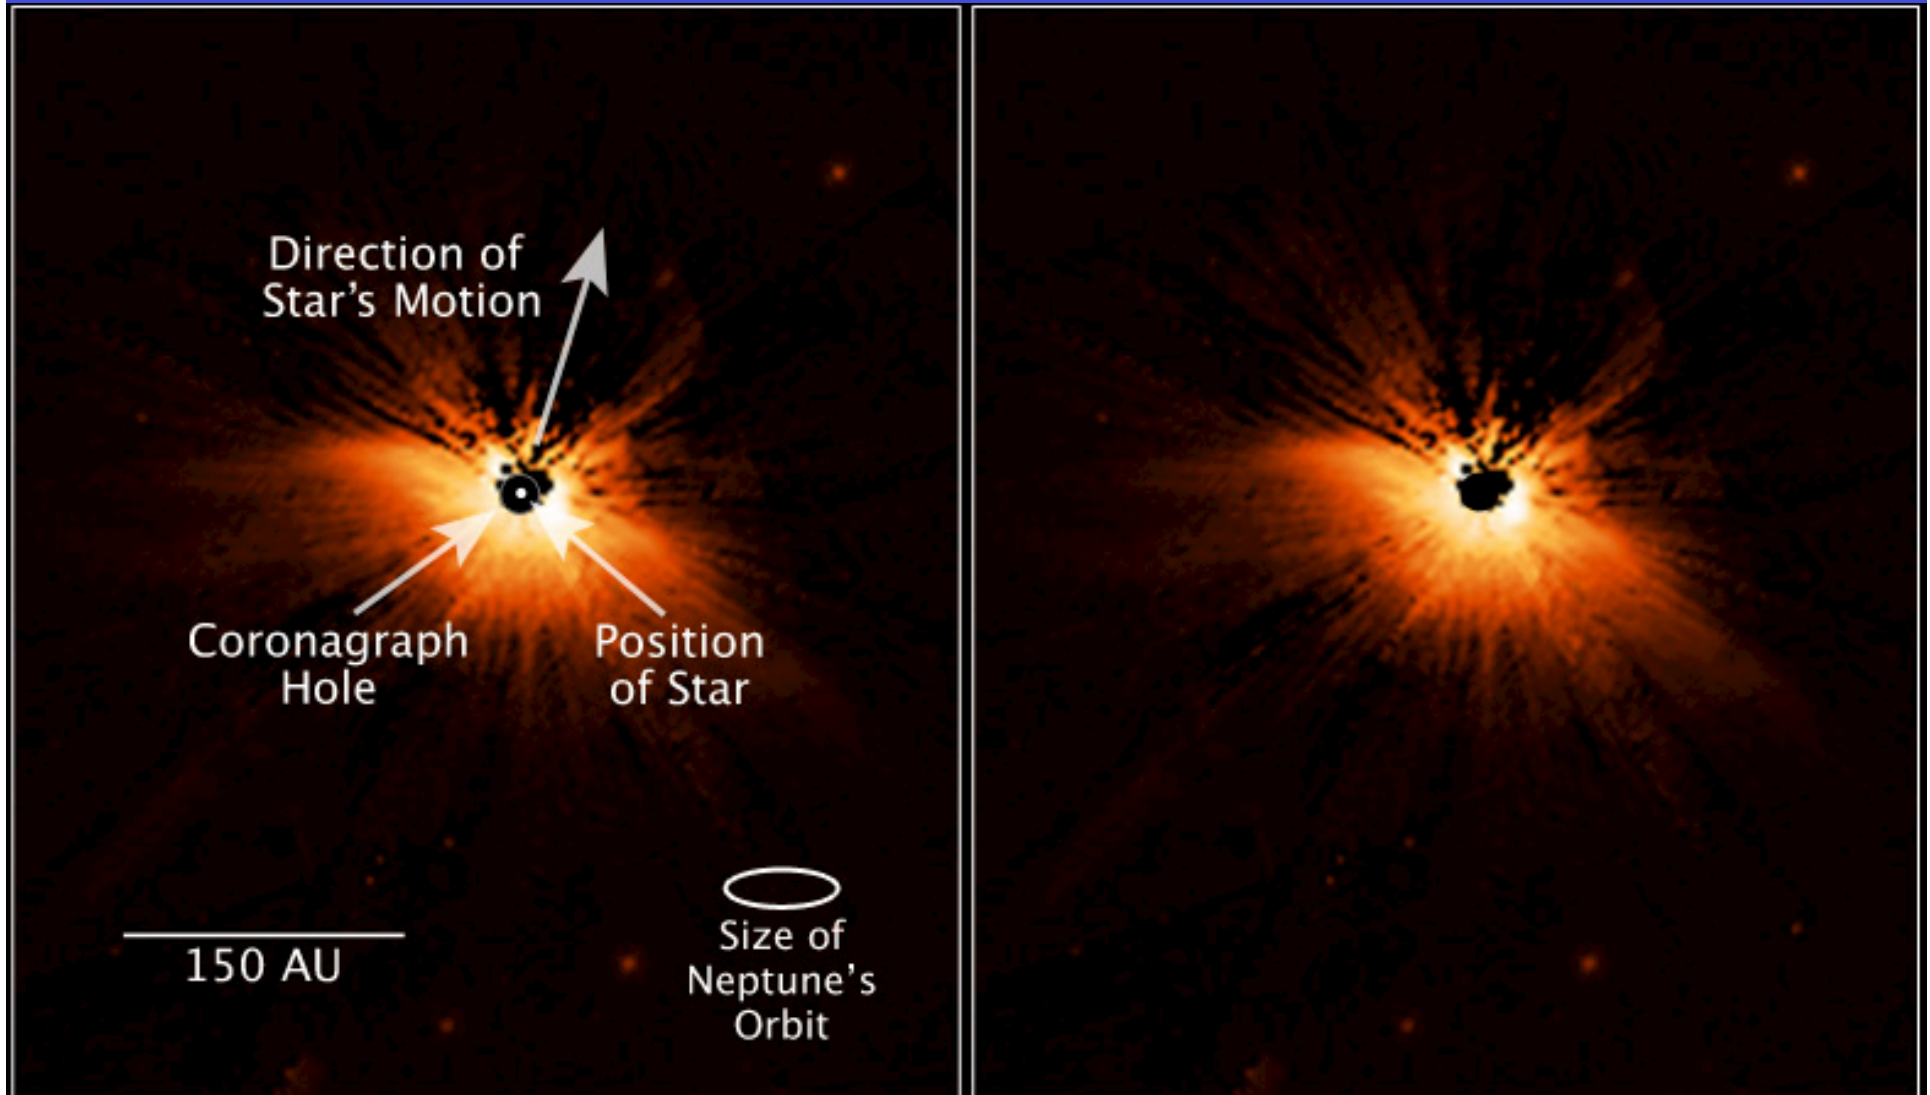 Direction of
Star's Motion
Coronagraph
Hole
Position
of Star
150 AU
Size of
Neptune's
Orbit